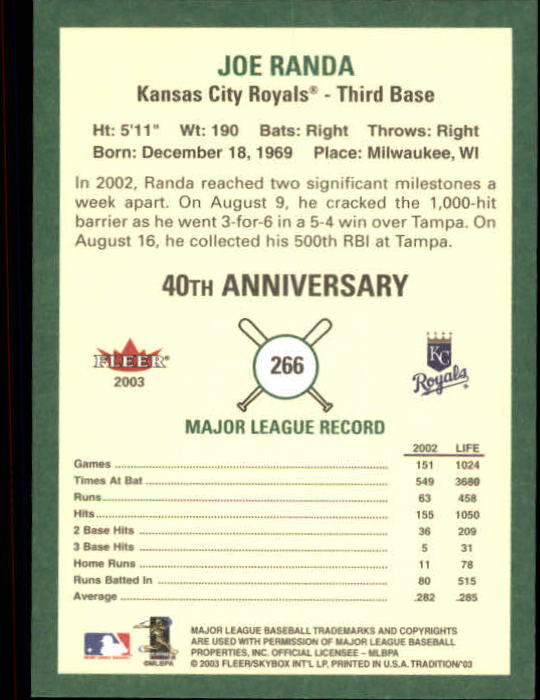 JOE RANDA
Kansas City Royals® - Third Base
Ht: 5'11" Wt: 190 Bats: Right Throws: Right
Born: December 18, 1969 Place: Milwaukee, WI
In 2002, Randa reached two significant milestones a
week apart. On August 9, he cracked the 1,000-hit
barrier as he went 3-for-6 in a 5-4 win over Tampa. On
August 16, he collected his 500th RBI at Tampa.
40TH ANNIVERSARY
FLEER®
2003
266
KC
Royals
MAJOR LEAGUE RECORD
2002 LIFE
Games 151 1024
Times At Bat 549 3680
Runs 63 458
Hits 155 1050
2 Base Hits 36 209
3 Base Hits 5 31
Home Runs 11 78
Runs Batted In 80 515
Average .282 .285
©MLBPA
MAJOR LEAGUE BASEBALL TRADEMARKS AND COPYRIGHTS
ARE USED WITH PERMISSION OF MAJOR LEAGUE BASEBALL
PROPERTIES, INC. OFFICIAL LICENSEE - MLBPA
© 2003 FLEER/SKYBOX INT'L LP, PRINTED IN U.S.A. TRADITION'03